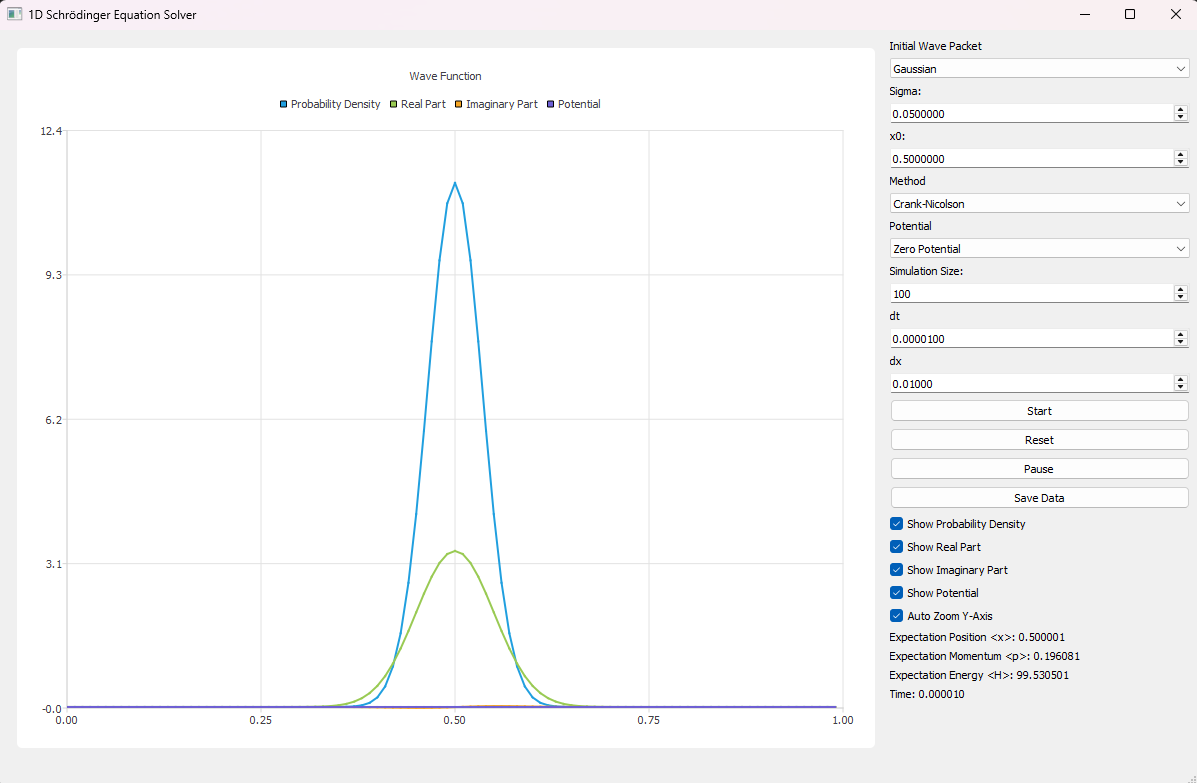 1D Schrödinger Equation Solver
Wave Function
Probability Density Real Part Imaginary Part Potential
12.4
9.3
6.2
3.1
-0.0
0.00 0.25 0.50 0.75 1.00
Initial Wave Packet
Gaussian
Sigma:
0.0500000
x0:
0.5000000
Method
Crank-Nicolson
Potential
Zero Potential
Simulation Size:
100
dt
0.0000100
dx
0.01000
Start
Reset
Pause
Save Data
Show Probability Density
Show Real Part
Show Imaginary Part
Show Potential
Auto Zoom Y-Axis
Expectation Position <x>: 0.500001
Expectation Momentum <p>: 0.196081
Expectation Energy <H>: 99.530501
Time: 0.000010